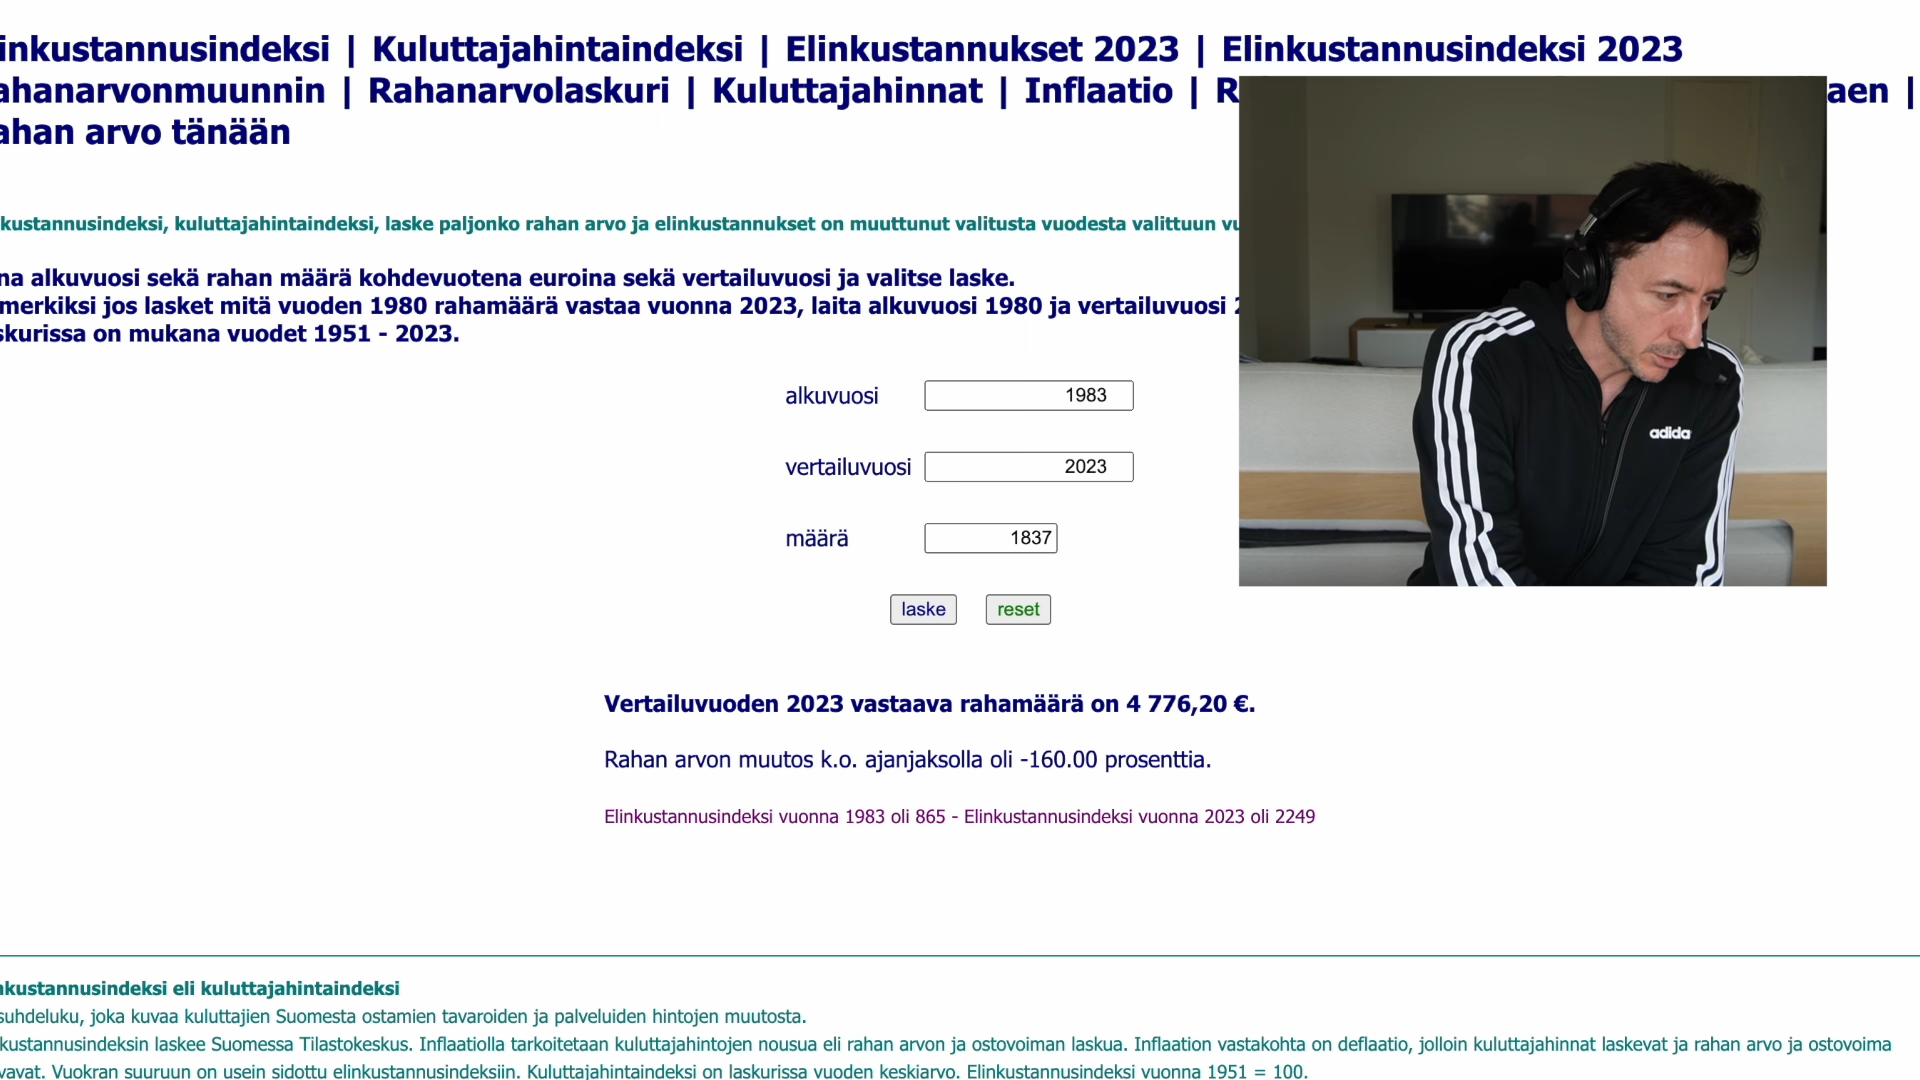 inkustannusindeksi | Kuluttajahintaindeksi | Elinkustannukset 2023 | Elinkustannusindeksi 2023
ahanarvonmuunnin | Rahanarvolaskuri | Kuluttajahinnat | Inflaatio | R aen |
ahan arvo tänään
kustannusindeksi, kuluttajahintaindeksi, laske paljonko rahan arvo ja elinkustannukset on muuttunut valitusta vuodesta valittuun vu
na alkuvuosi sekä rahan määrä kohdevuotena euroina sekä vertailuvuosi ja valitse laske.
merkiksi jos lasket mitä vuoden 1980 rahamäärä vastaa vuonna 2023, laita alkuvuosi 1980 ja vertailuvuosi 2
skurissa on mukana vuodet 1951 - 2023.
alkuvuosi 1983
vertailuvuosi 2023
määrä 1837
laske reset
adidas
Vertailuvuoden 2023 vastaava rahamäärä on 4 776,20 €.
Rahan arvon muutos k.o. ajanjaksolla oli -160.00 prosenttia.
Elinkustannusindeksi vuonna 1983 oli 865 - Elinkustannusindeksi vuonna 2023 oli 2249
nkustannusindeksi eli kuluttajahintaindeksi
suhdeluku, joka kuvaa kuluttajien Suomesta ostamien tavaroiden ja palveluiden hintojen muutosta.
kustannusindeksin laskee Suomessa Tilastokeskus. Inflaatiolla tarkoitetaan kuluttajahintojen nousua eli rahan arvon ja ostovoiman laskua. Inflaation vastakohta on deflaatio, jolloin kuluttajahinnat laskevat ja rahan arvo ja ostovoima
vavat. Vuokran suuruun on usein sidottu elinkustannusindeksiin. Kuluttajahintaindeksi on laskurissa vuoden keskiarvo. Elinkustannusindeksi vuonna 1951 = 100.